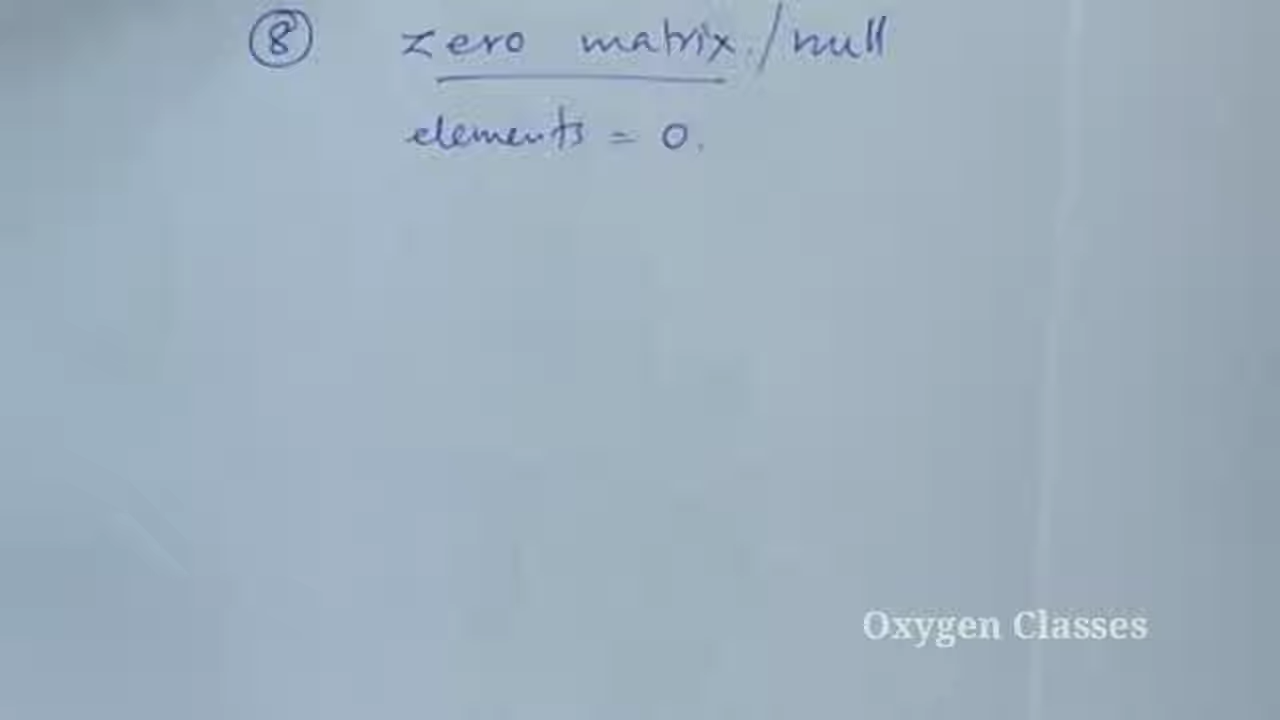 ⑧ zero matrix./null
elements = 0.
Oxygen Classes